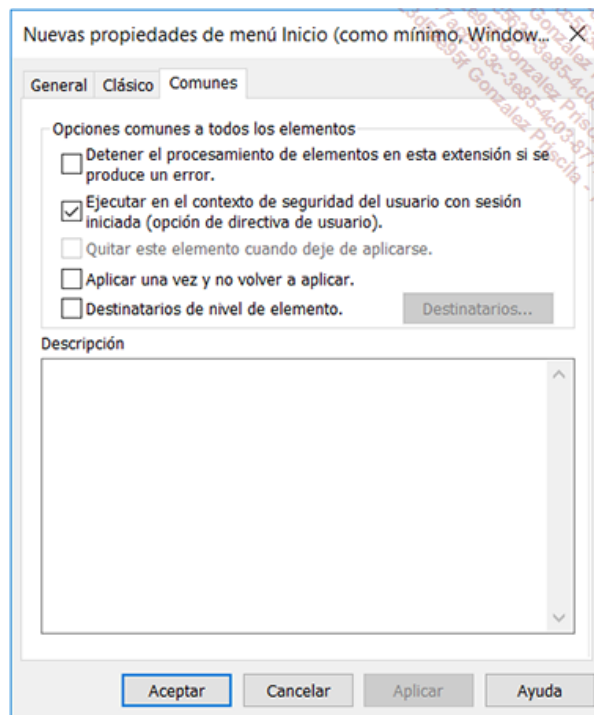 Nuevas propiedades de menú Inicio (como mínimo, Window...
General Clásico Comunes
Opciones comunes a todos los elementos
Detener el procesamiento de elementos en esta extensión si se
produce un error.
Ejecutar en el contexto de seguridad del usuario con sesión
iniciada (opción de directiva de usuario).
Quitar este elemento cuando deje de aplicarse.
Aplicar una vez y no volver a aplicar.
Destinatarios de nivel de elemento. Destinatarios...
Descripción
Aceptar Cancelar Aplicar Ayuda